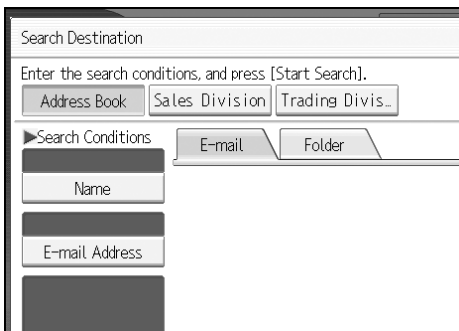 Search Destination
Enter the search conditions, and press [Start Search].
Address Book Sales Division Trading Divis...
▶Search Conditions E-mail Folder
Name
E-mail Address